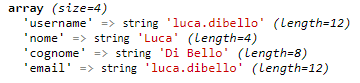 array (size=4)
'username' => string 'luca.dibello' (length=12)
'nome' => string 'Luca' (length=4)
'cognome' => string 'Di Bello' (length=8)
'email' => string 'luca.dibello' (length=12)